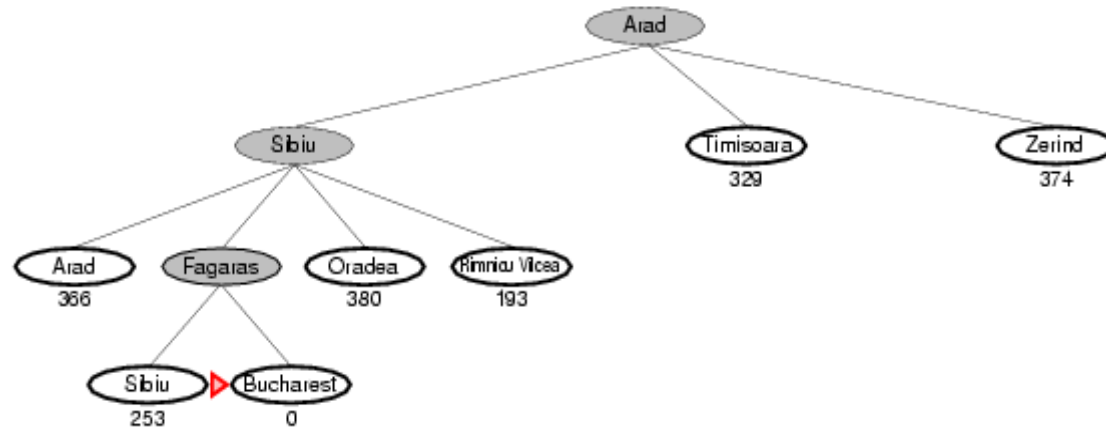 Arad
Sibiu
Timisoara
Zerind
329
374
Arad
Fagaras
Oradea
Rimnicu Vilcea
366
380
193
Sibiu
Bucharest
253
0